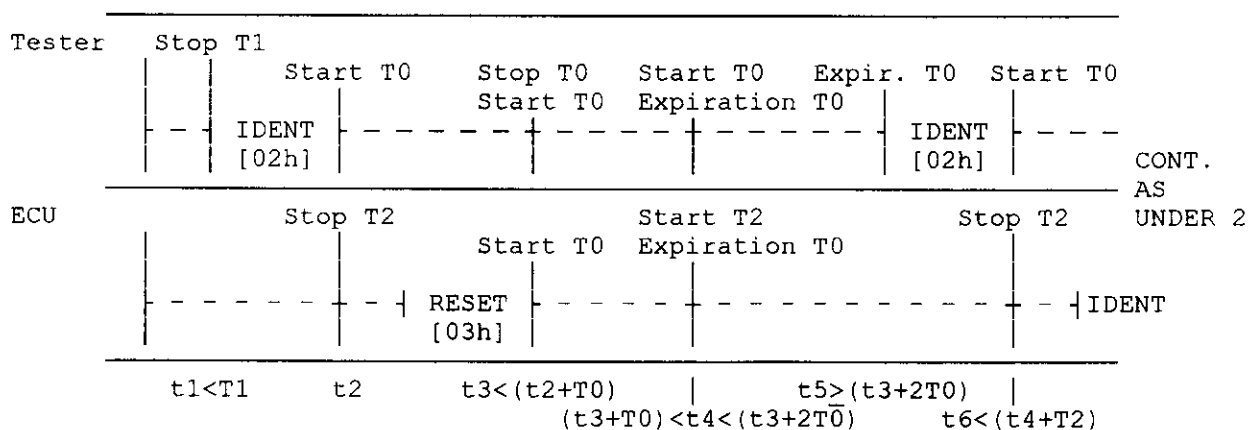 Tester Stop T1
Start T0 Stop T0 Start T0 Expir. T0 Start T0
Start T0 Expiration T0
IDENT IDENT
[02h] [02h] CONT.
AS
ECU Stop T2 Start T2 Stop T2 UNDER 2
Start T0 Expiration T0
RESET IDENT
[03h]
t1<T1 t2 t3<(t2+T0) t5≥(t3+2T0)
(t3+T0)<t4<(t3+2T0) t6<(t4+T2)